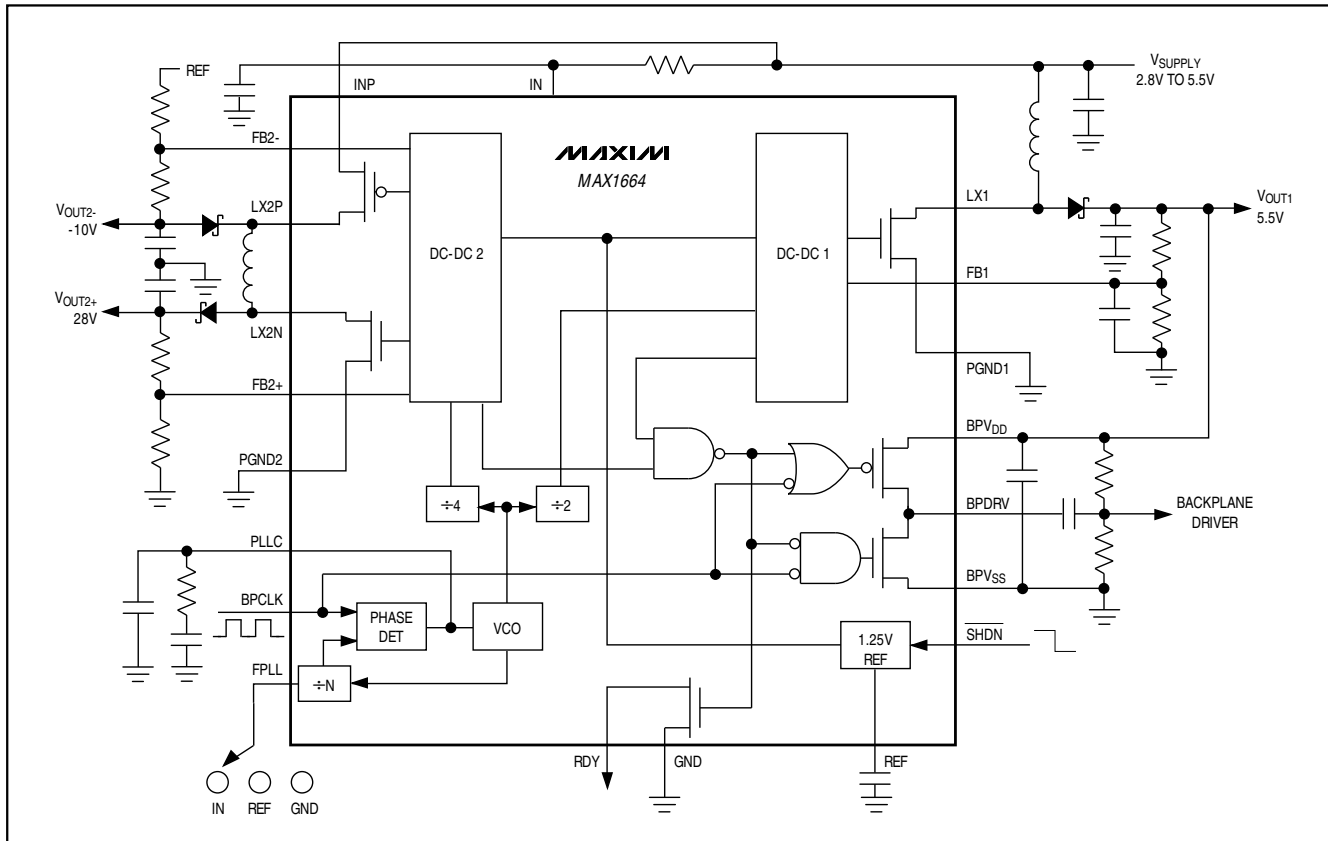 REF
INP
IN
VSUPPLY
2.8V TO 5.5V
FB2-
MAXIM
MAX1664
LX2P
LX1
VOUT2-
-10V
VOUT1
5.5V
DC-DC 2
DC-DC 1
FB1
VOUT2+
28V
LX2N
PGND1
FB2+
BPVDD
PGND2
÷4
÷2
BPDRV
BACKPLANE
DRIVER
PLLC
BPVSS
BPCLK
PHASE
DET
VCO
1.25V
REF
SHDN
FPLL
÷N
RDY
GND
REF
IN
REF
GND